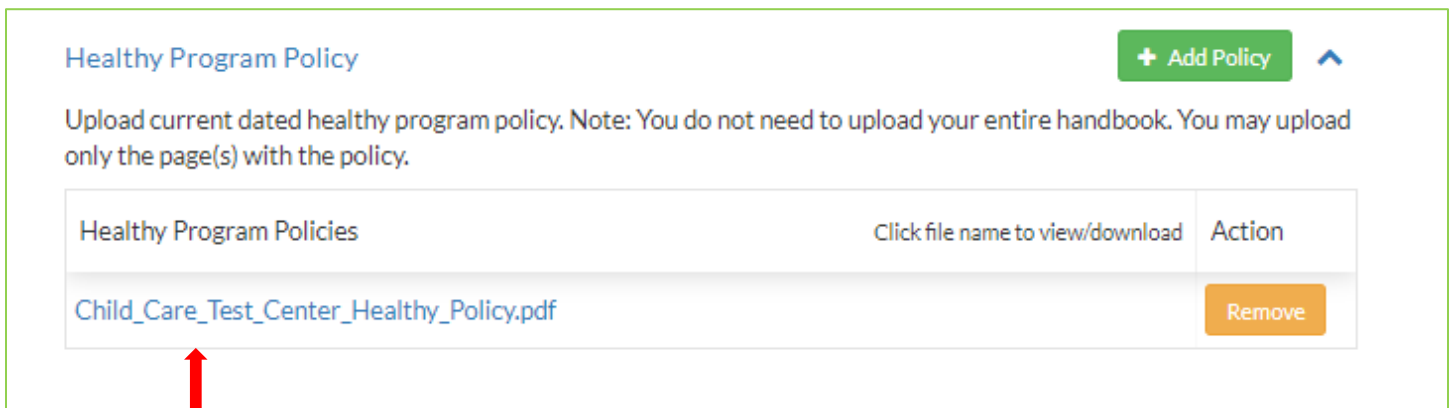 Healthy Program Policy
+ Add Policy
Upload current dated healthy program policy. Note: You do not need to upload your entire handbook. You may upload
only the page(s) with the policy.
Healthy Program Policies Click file name to view/download Action
Child_Care_Test_Center_Healthy_Policy.pdf Remove